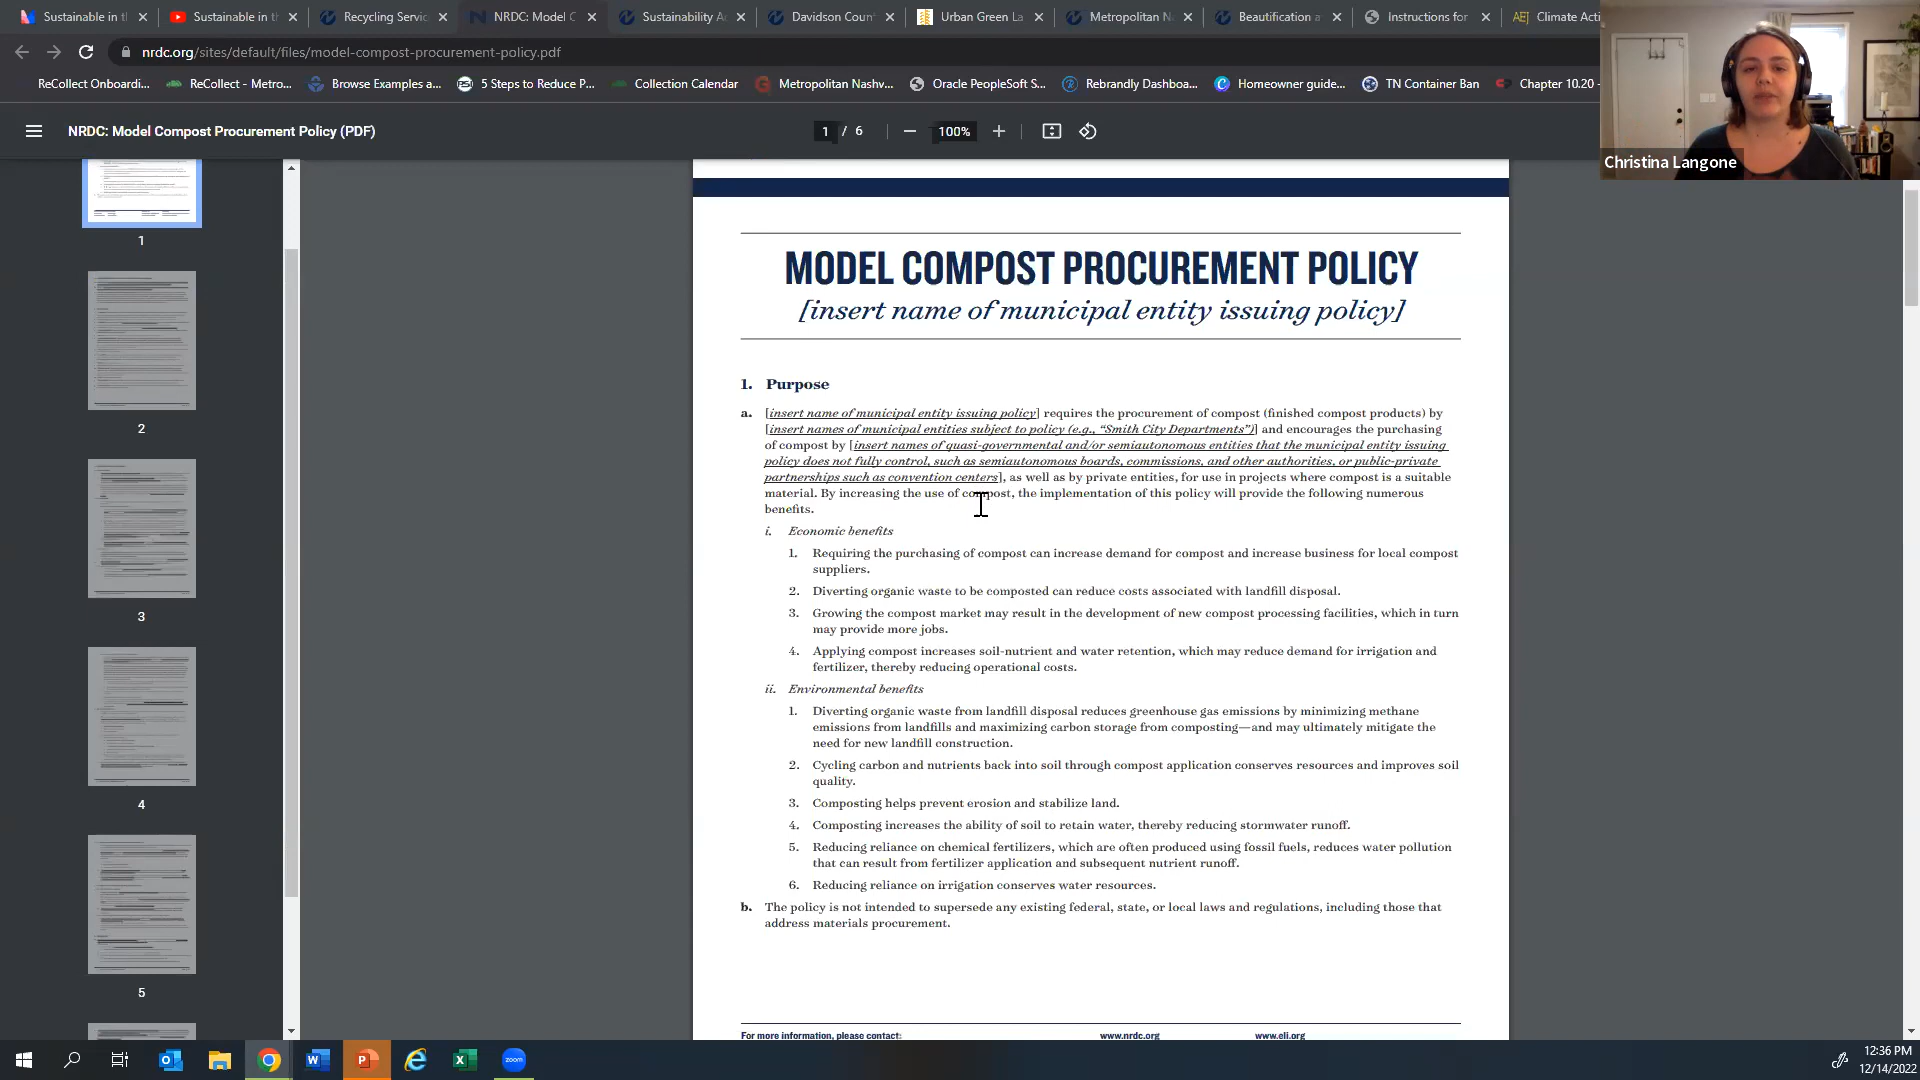 Sustainable in t
Sustainable in t
Recycling Servic
NRDC: Model C
Sustainability A
Davidson Coun
Urban Green La
Metropolitan N
Beautification a
Instructions for
Climate Acti
nrdc.org/sites/default/files/model-compost-procurement-policy.pdf
ReCollect Onboardi...
ReCollect - Metro...
Browse Examples a...
5 Steps to Reduce P...
Collection Calendar
Metropolitan Nashv...
Oracle PeopleSoft S...
Rebrandly Dashboa...
Homeowner guide...
TN Container Ban
Chapter 10.20 -
NRDC: Model Compost Procurement Policy (PDF)
1 / 6
100%
Christina Langone
1
2
3
4
5
MODEL COMPOST PROCUREMENT POLICY
[insert name of municipal entity issuing policy]
1. Purpose
a. [insert name of municipal entity issuing policy] requires the procurement of compost (finished compost products) by
[insert names of municipal entities subject to policy (e.g., “Smith City Departments”)] and encourages the purchasing
of compost by [insert names of quasi-governmental and/or semiautonomous entities that the municipal entity issuing
policy does not fully control, such as semiautonomous boards, commissions, and other authorities, or public-private
partnerships such as convention centers], as well as by private entities, for use in projects where compost is a suitable
material. By increasing the use of compost, the implementation of this policy will provide the following numerous
benefits.
i. Economic benefits
1. Requiring the purchasing of compost can increase demand for compost and increase business for local compost
suppliers.
2. Diverting organic waste to be composted can reduce costs associated with landfill disposal.
3. Growing the compost market may result in the development of new compost processing facilities, which in turn
may provide more jobs.
4. Applying compost increases soil-nutrient and water retention, which may reduce demand for irrigation and
fertilizer, thereby reducing operational costs.
ii. Environmental benefits
1. Diverting organic waste from landfill disposal reduces greenhouse gas emissions by minimizing methane
emissions from landfills and maximizing carbon storage from composting—and may ultimately mitigate the
need for new landfill construction.
2. Cycling carbon and nutrients back into soil through compost application conserves resources and improves soil
quality.
3. Composting helps prevent erosion and stabilize land.
4. Composting increases the ability of soil to retain water, thereby reducing stormwater runoff.
5. Reducing reliance on chemical fertilizers, which are often produced using fossil fuels, reduces water pollution
that can result from fertilizer application and subsequent nutrient runoff.
6. Reducing reliance on irrigation conserves water resources.
b. The policy is not intended to supersede any existing federal, state, or local laws and regulations, including those that
address materials procurement.
For more information, please contact:
www.nrdc.org
www.eli.org
zoom
12:36 PM
12/14/2022